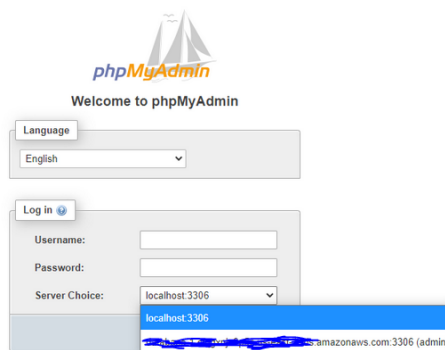 phpMyAdmin
Welcome to phpMyAdmin
Language
English
Log in
Username:
Password:
Server Choice:
localhost:3306
localhost:3306
amazonaws.com:3306 (admin